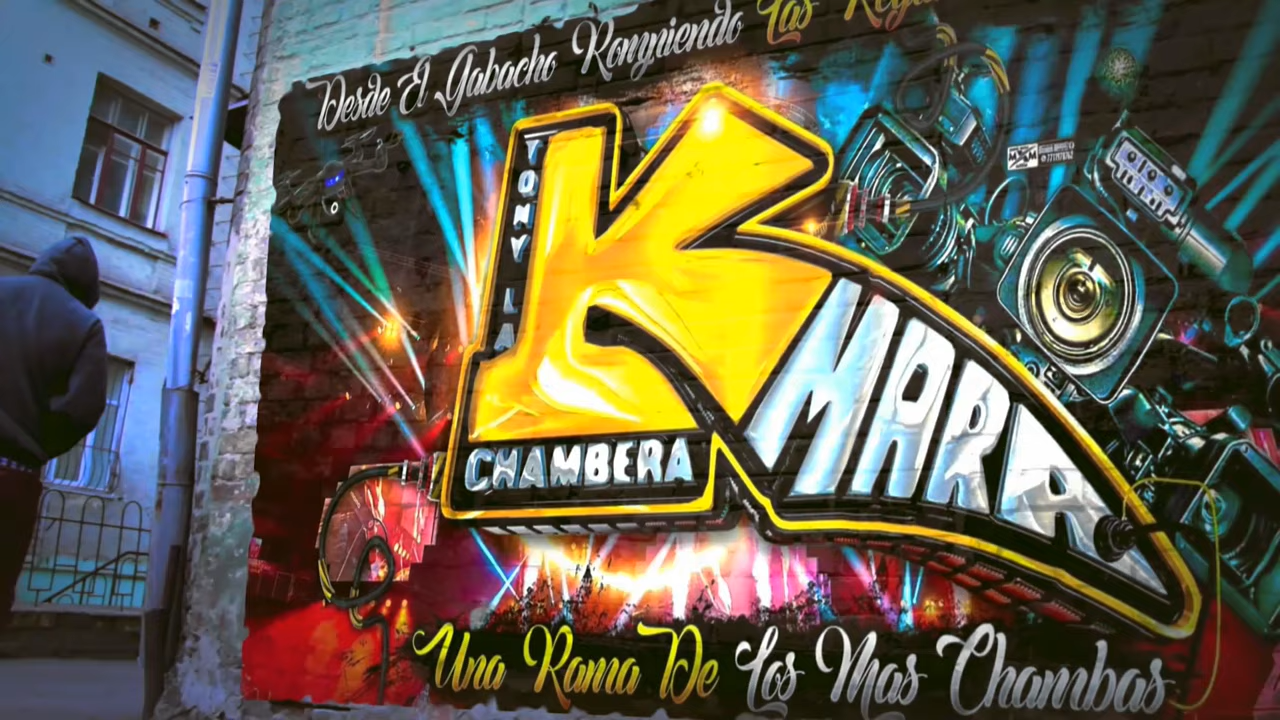 Desde El Gabacho Rompiendo Las
TONY LA
K
MARA
CHAMBERA
Una Rama De Los Mas Chambas